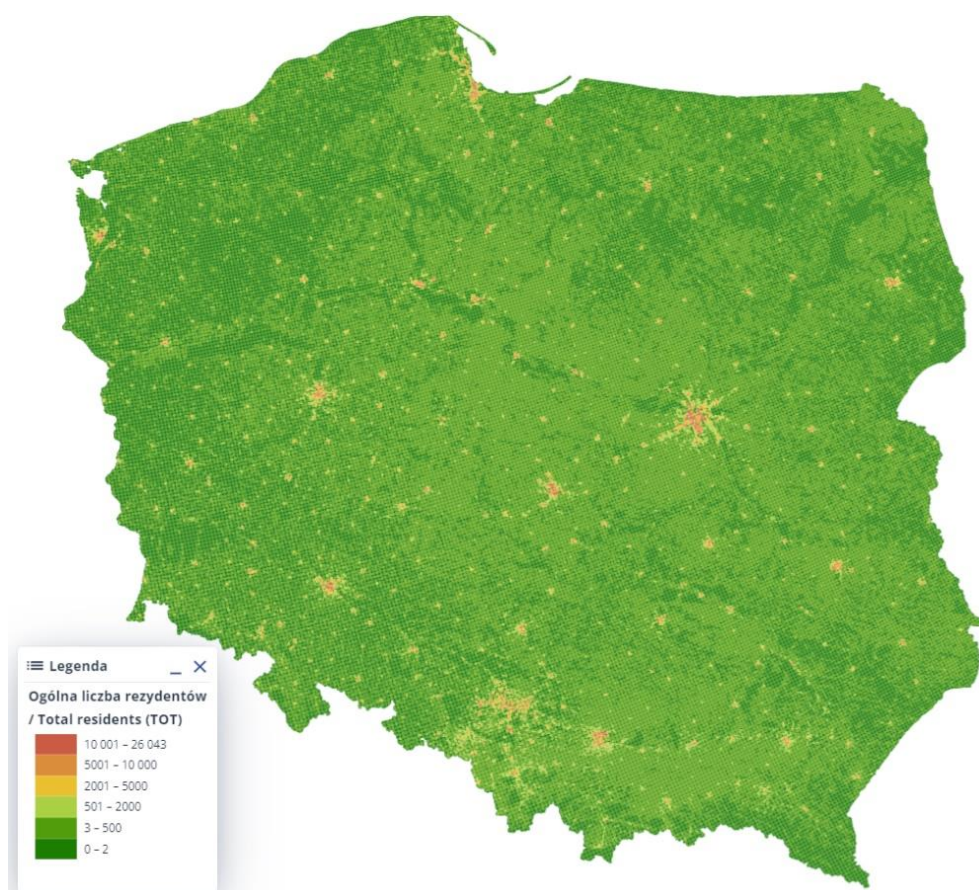 Legenda
Ogólna liczba rezydentów
/ Total residents (TOT)
10 001 – 26 043
5001 – 10 000
2001 – 5000
501 – 2000
3 – 500
0 – 2